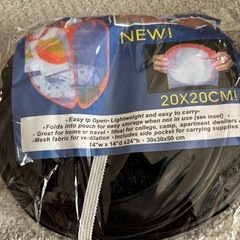 NEW!
20X20CM!
· Easy tp Open · Lightweight and easy to carry ·
· Folds into pouch for easy storage when not in use (see inset)
· Great for home or travel · Ideal for college, camp, apartment dwellers
· Mesh fabric for ventilation · Includes side pocket for carrying supplies
14"w x 14"d x24"h · 30x30x58 cm